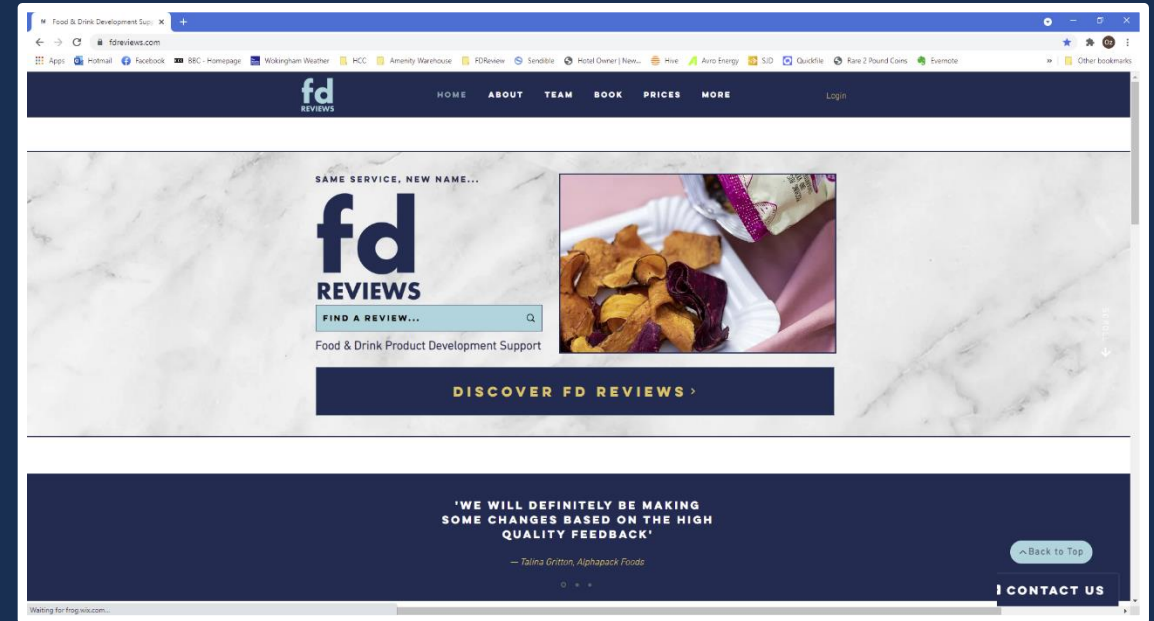 Food & Drink Development Sup
fdreviews.com
Apps Hotmail Facebook BBC - Homepage Wokingham Weather HCC Amenity Warehouse FDReview Sendible Hotel Owner | New... Hive Avro Energy SJD Quickfile Rare 2 Pound Coins Evernote » Other bookmarks
fd
REVIEWS
HOME ABOUT TEAM BOOK PRICES MORE Login
SAME SERVICE, NEW NAME...
fd
REVIEWS
FIND A REVIEW...
Food & Drink Product Development Support
DISCOVER FD REVIEWS >
'WE WILL DEFINITELY BE MAKING
SOME CHANGES BASED ON THE HIGH
QUALITY FEEDBACK'
— Talina Gritton, Alphapack Foods
Back to Top
CONTACT US
Waiting for frog.wix.com...